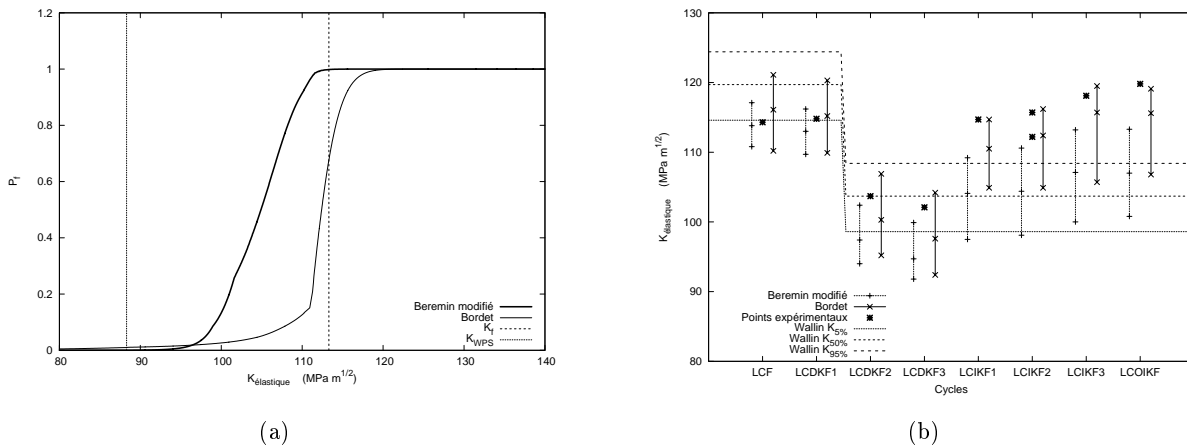 1.2
1
0.8
0.6
0.4
0.2
0
P_f
80
90
100
110
120
130
140
K_élastique (MPa m^1/2)
Beremin modifié
Bordet
K_f
K_WPS
(a)
130
120
110
100
90
80
K_élastique (MPa m^1/2)
Beremin modifié
Bordet
Points expérimentaux
Wallin K_5%
Wallin K_50%
Wallin K_95%
LCF
LCDKF1
LCDKF2
LCDKF3
LCIKF1
LCIKF2
LCIKF3
LCOIKF
Cycles
(b)